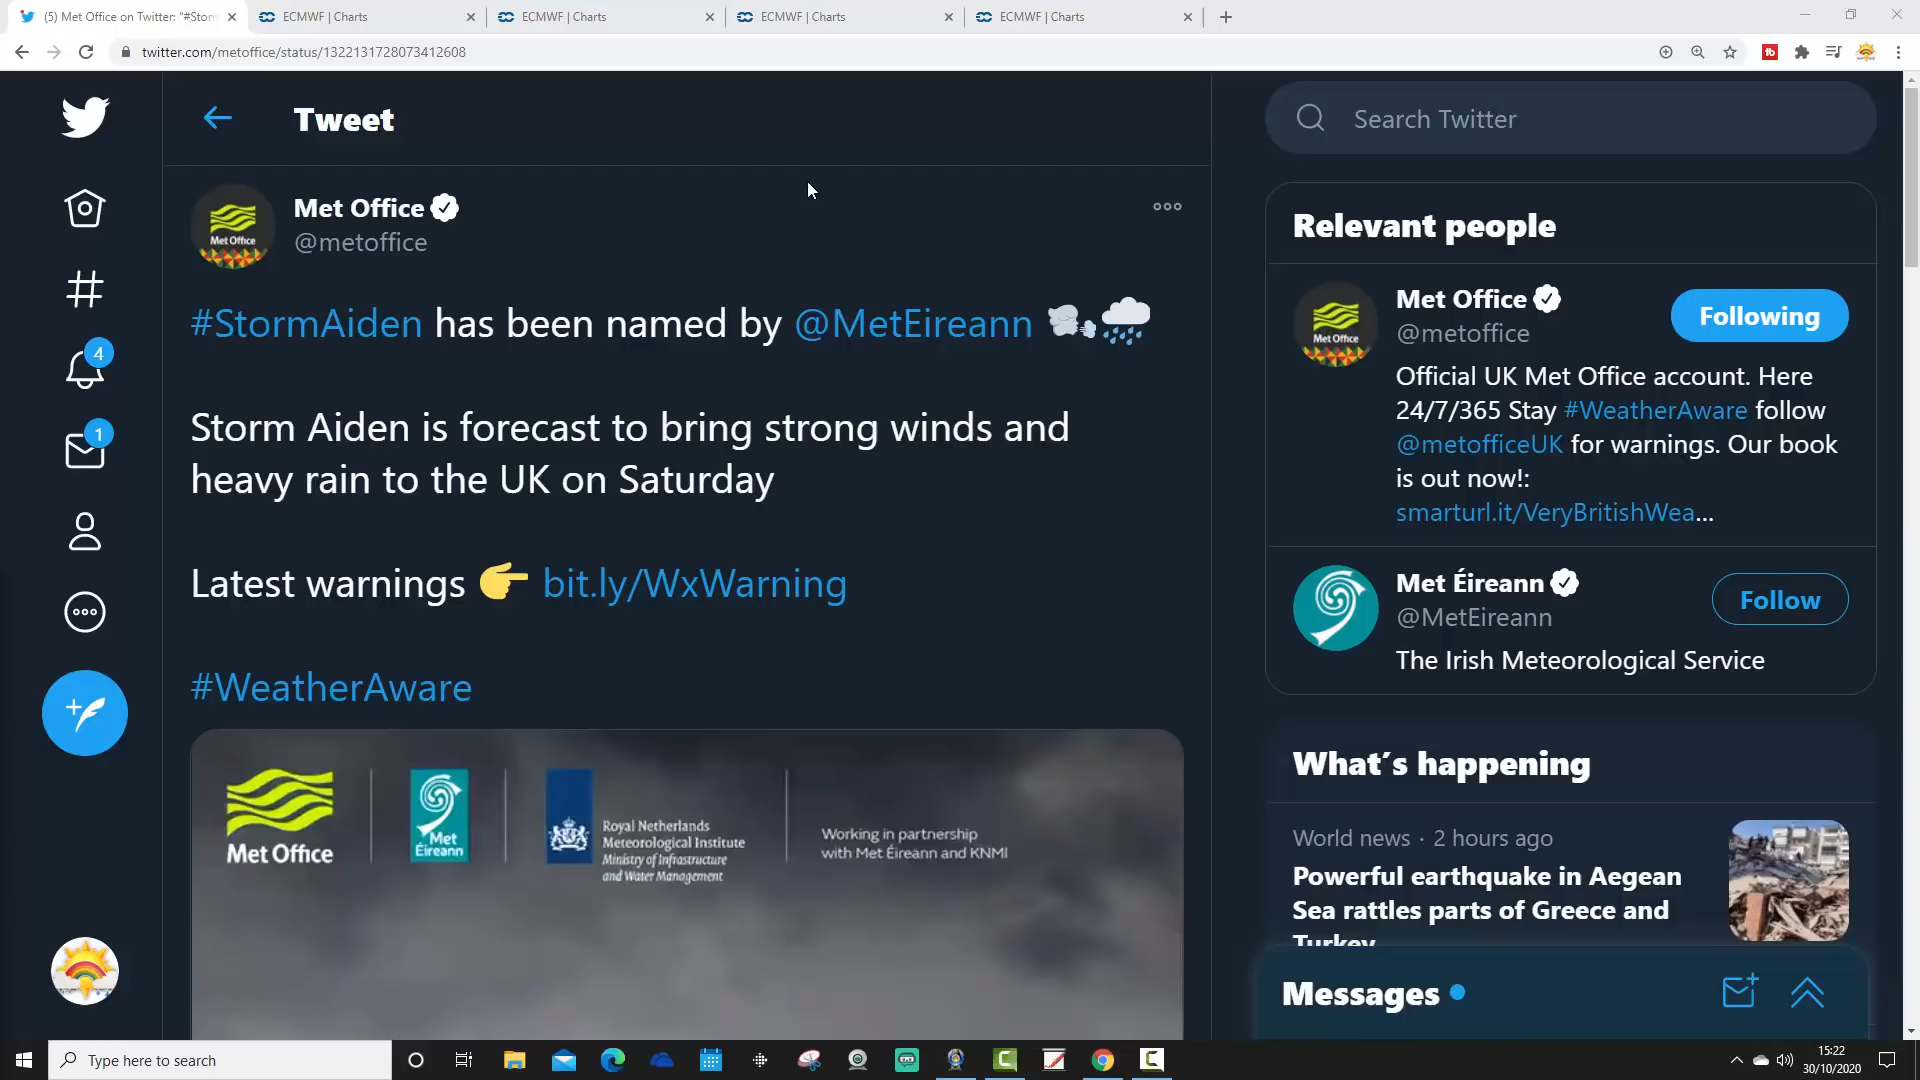 (5) Met Office on Twitter: "#Storm
ECMWF | Charts
ECMWF | Charts
ECMWF | Charts
ECMWF | Charts
twitter.com/metoffice/status/1322131728073412608
Tweet
Met Office
@metoffice
#StormAiden has been named by @MetEireann
Storm Aiden is forecast to bring strong winds and
heavy rain to the UK on Saturday
Latest warnings 👉 bit.ly/WxWarning
#WeatherAware
Met Office
Met
Éireann
Royal Netherlands
Meteorological Institute
Ministry of Infrastructure
and Water Management
Working in partnership
with Met Éireann and KNMI
4
1
Search Twitter
Relevant people
Met Office
@metoffice
Following
Official UK Met Office account. Here
24/7/365 Stay #WeatherAware follow
@metofficeUK for warnings. Our book
is out now!:
smarturl.it/VeryBritishWea...
Met Éireann
@MetEireann
Follow
The Irish Meteorological Service
What's happening
World news · 2 hours ago
Powerful earthquake in Aegean
Sea rattles parts of Greece and
Turkey
Messages
Type here to search
15:22
30/10/2020